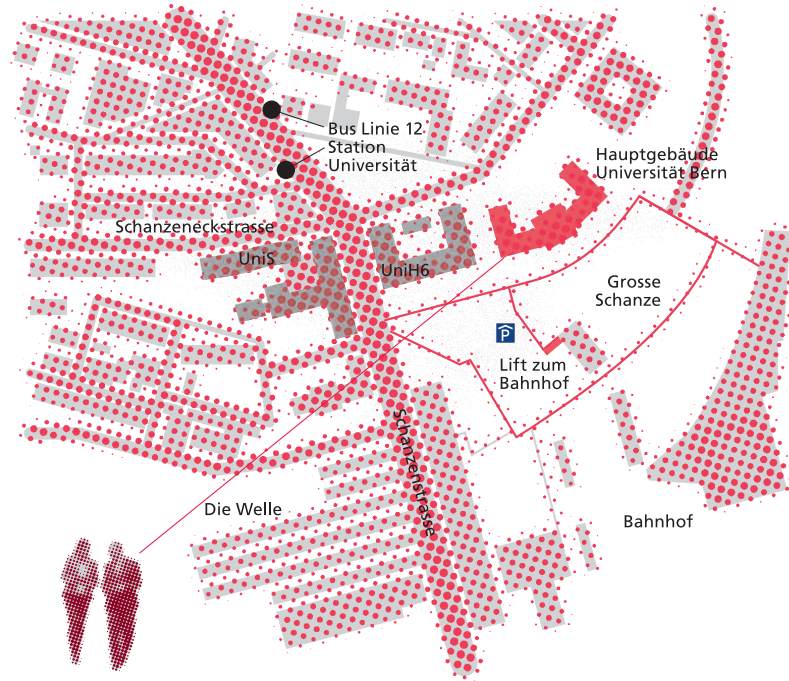 Bus Linie 12
Station
Universität
Hauptgebäude
Universität Bern
Schanzeneckstrasse
UniS
UniH6
Grosse
Schanze
P
Lift zum
Bahnhof
Schanzenstrasse
Die Welle
Bahnhof